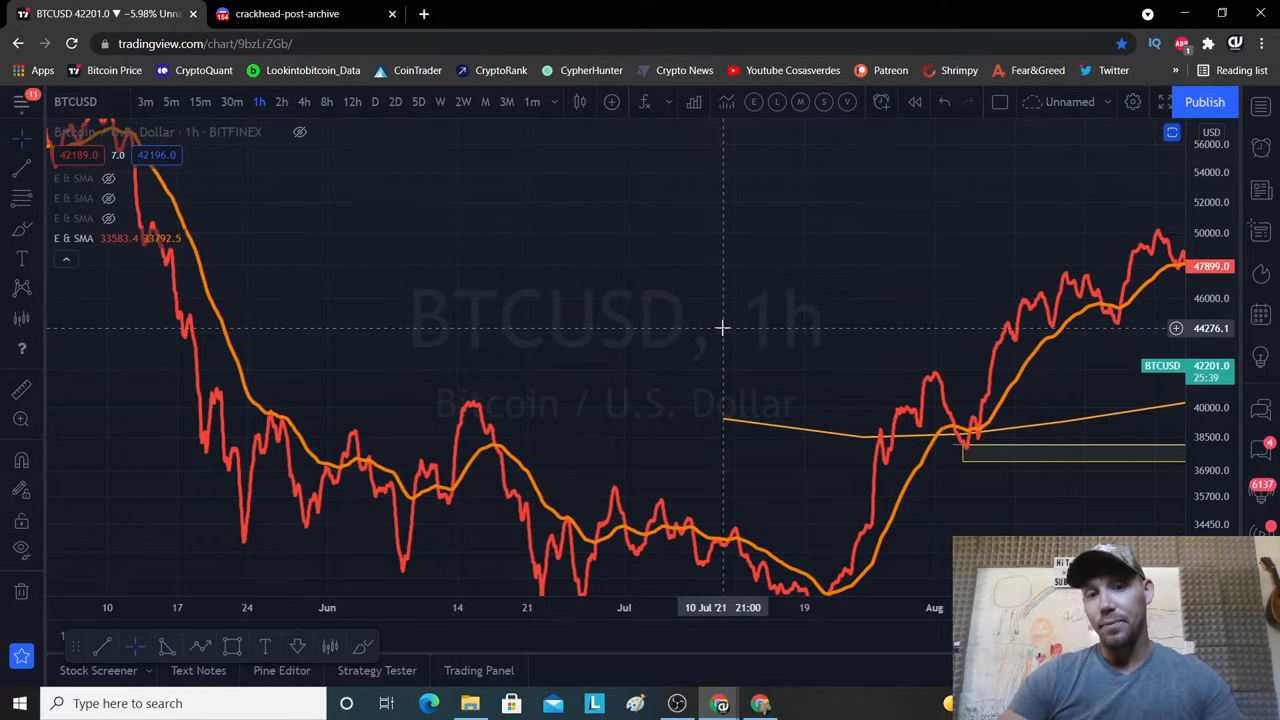 BTCUSD 42201.0 ▼ −5.98% Unna
crackhead-post-archive
tradingview.com/chart/9bzLrZGb/
Apps Bitcoin Price CryptoQuant Lookintobitcoin_Data CoinTrader CryptoRank CypherHunter Crypto News Youtube Cosasverdes Patreon Shrimpy Fear&Greed Twitter » Reading list
11 BTCUSD 3m 5m 15m 30m 1h 2h 4h 8h 12h D 2D 5D W 2W M 3M 1m E L M S V Unnamed Publish
Bitcoin / U.S. Dollar · 1h · BITFINEX
42189.0 7.0 42196.0
E & SMA
E & SMA
E & SMA
E & SMA 33583.4 33792.5
BTCUSD, 1h
Bitcoin / U.S. Dollar
USD
56000.0
54000.0
52000.0
50000.0
47899.0
46000.0
44276.1
BTCUSD 42201.0
25:39
40000.0
38500.0
36900.0
35700.0
34450.0
4
6137
10 17 24 Jun 14 21 Jul 10 Jul '21 21:00 19 Aug
Stock Screener Text Notes Pine Editor Strategy Tester Trading Panel
Type here to search